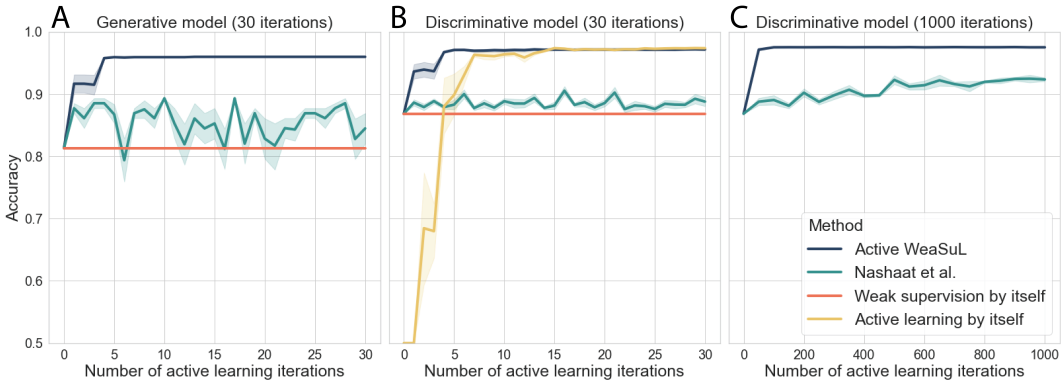 A Generative model (30 iterations)
B Discriminative model (30 iterations)
C Discriminative model (1000 iterations)
Accuracy
1.0
0.9
0.8
0.7
0.6
0.5
0 5 10 15 20 25 30
0 5 10 15 20 25 30
0 200 400 600 800 1000
Number of active learning iterations
Number of active learning iterations
Number of active learning iterations
Method
Active WeaSuL
Nashaat et al.
Weak supervision by itself
Active learning by itself